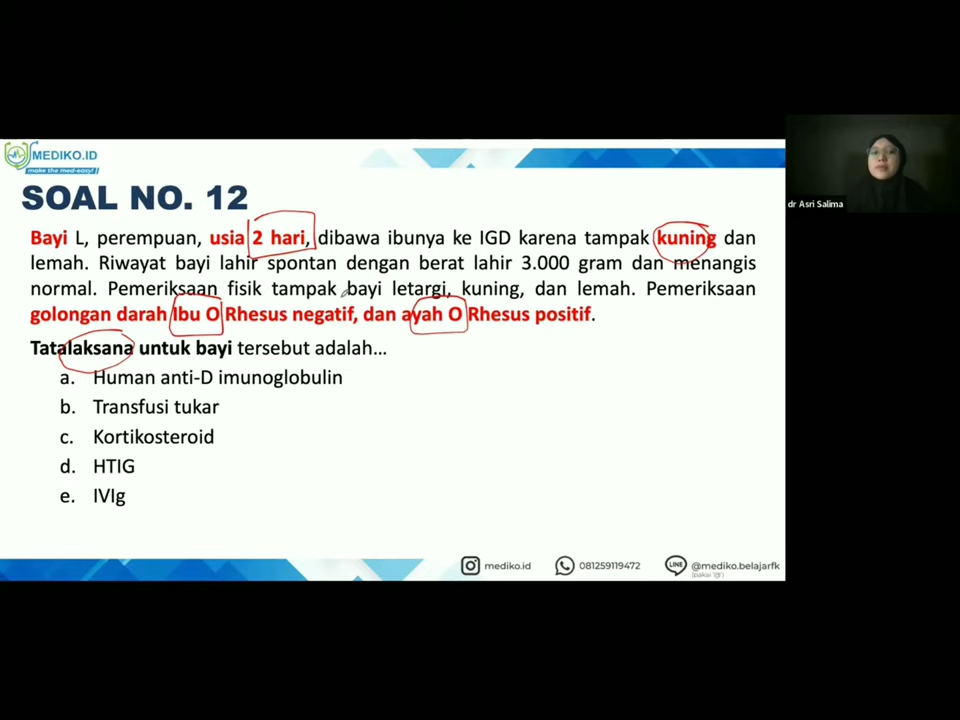 MEDIKO.ID
make the med-easy!
SOAL NO. 12
Bayi L, perempuan, usia 2 hari, dibawa ibunya ke IGD karena tampak kuning dan
lemah. Riwayat bayi lahir spontan dengan berat lahir 3.000 gram dan menangis
normal. Pemeriksaan fisik tampak bayi letargi, kuning, dan lemah. Pemeriksaan
golongan darah Ibu O Rhesus negatif, dan ayah O Rhesus positif.
Tatalaksana untuk bayi tersebut adalah…
a. Human anti-D imunoglobulin
b. Transfusi tukar
c. Kortikosteroid
d. HTIG
e. IVIg
dr Asri Salima
mediko.id
081259119472
LINE
@mediko.belajarfk
(pakai '@')